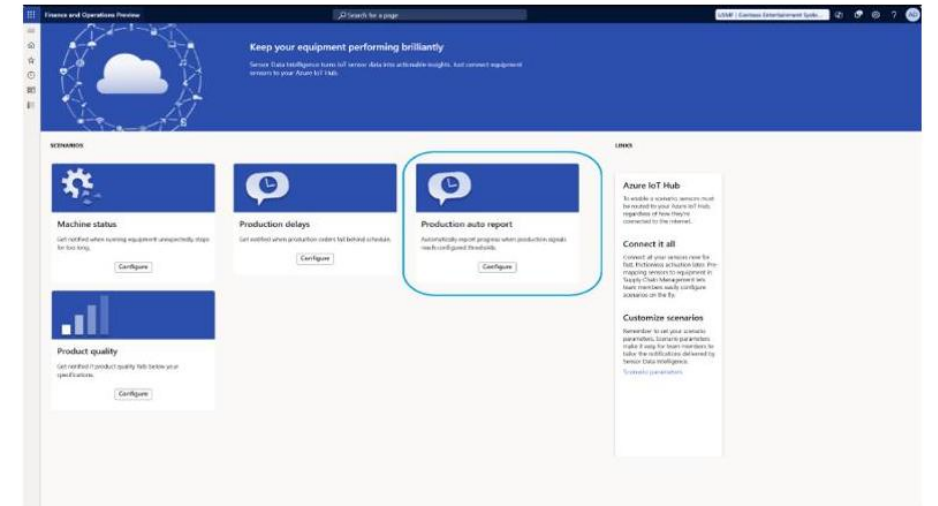 Finance and Operations Preview
Search for a page
USMF | Contoso Entertainment Syste...
?
AD
Keep your equipment performing brilliantly
Sensor Data Intelligence turns IoT sensor data into actionable insights. Just connect equipment
sensors to your Azure IoT Hub.
SCENARIOS
Machine status
Get notified when running equipment unexpectedly stops
for too long.
Configure
Production delays
Get notified when production orders fall behind schedule.
Configure
Production auto report
Automatically report progress when production signals
reach configured thresholds.
Configure
Product quality
Get notified if product quality falls below your
specifications.
Configure
LINKS
Azure IoT Hub
To enable a scenario, sensors must
be routed to your Azure IoT Hub,
regardless of how they're
connected to the internet.
Connect it all
Connect all your sensors now for
fast, frictionless activation later. Pre-
mapping sensors to equipment in
Supply Chain Management lets
team members easily configure
scenarios on the fly.
Customize scenarios
Remember to set your scenario
parameters. Scenario parameters
make it easy for team members to
tailor the notifications delivered by
Sensor Data Intelligence.
Scenario parameters